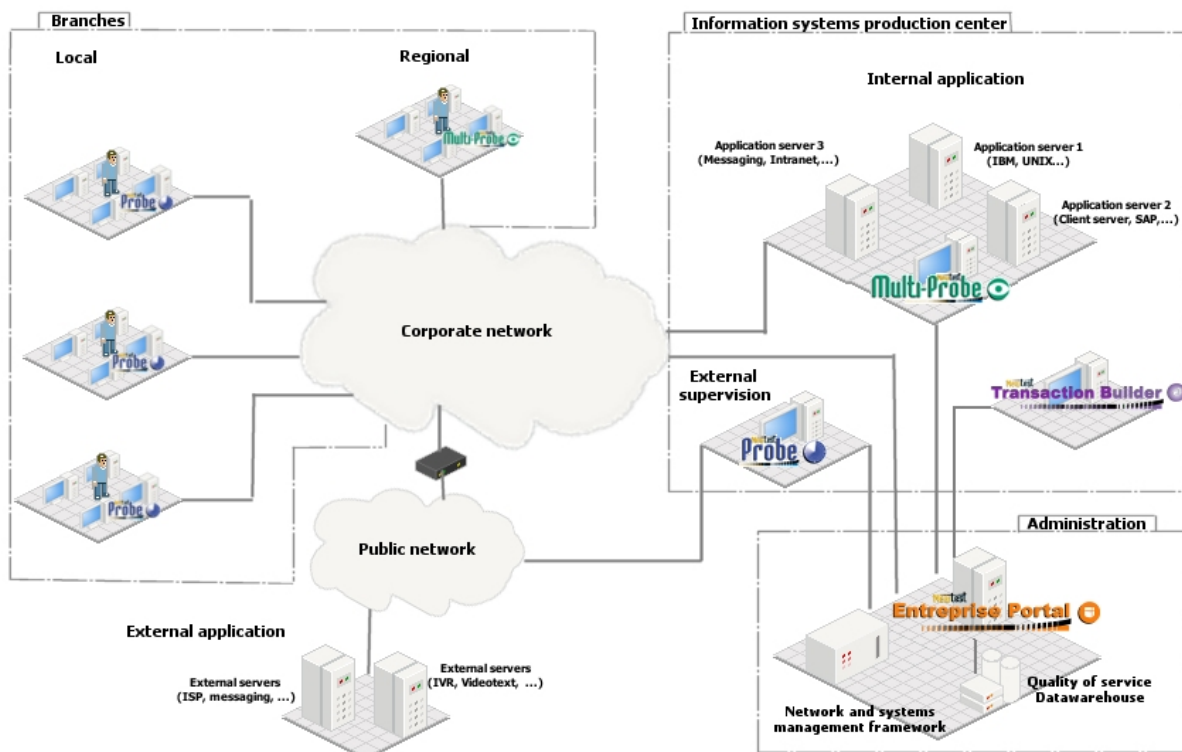 Branches
Local
Regional
Multi-Probe
Probe
Probe
Probe
Corporate network
Public network
External application
External servers
(ISP, messaging, ...)
External servers
(IVR, Videotext, ...)
Information systems production center
Internal application
Application server 3
(Messaging, Intranet,...)
Application server 1
(IBM, UNIX...)
Application server 2
(Client server, SAP,...)
Multi-Probe
External
supervision
Probe
Transaction Builder
Administration
Entreprise Portal
Quality of service
Datawarehouse
Network and systems
management framework